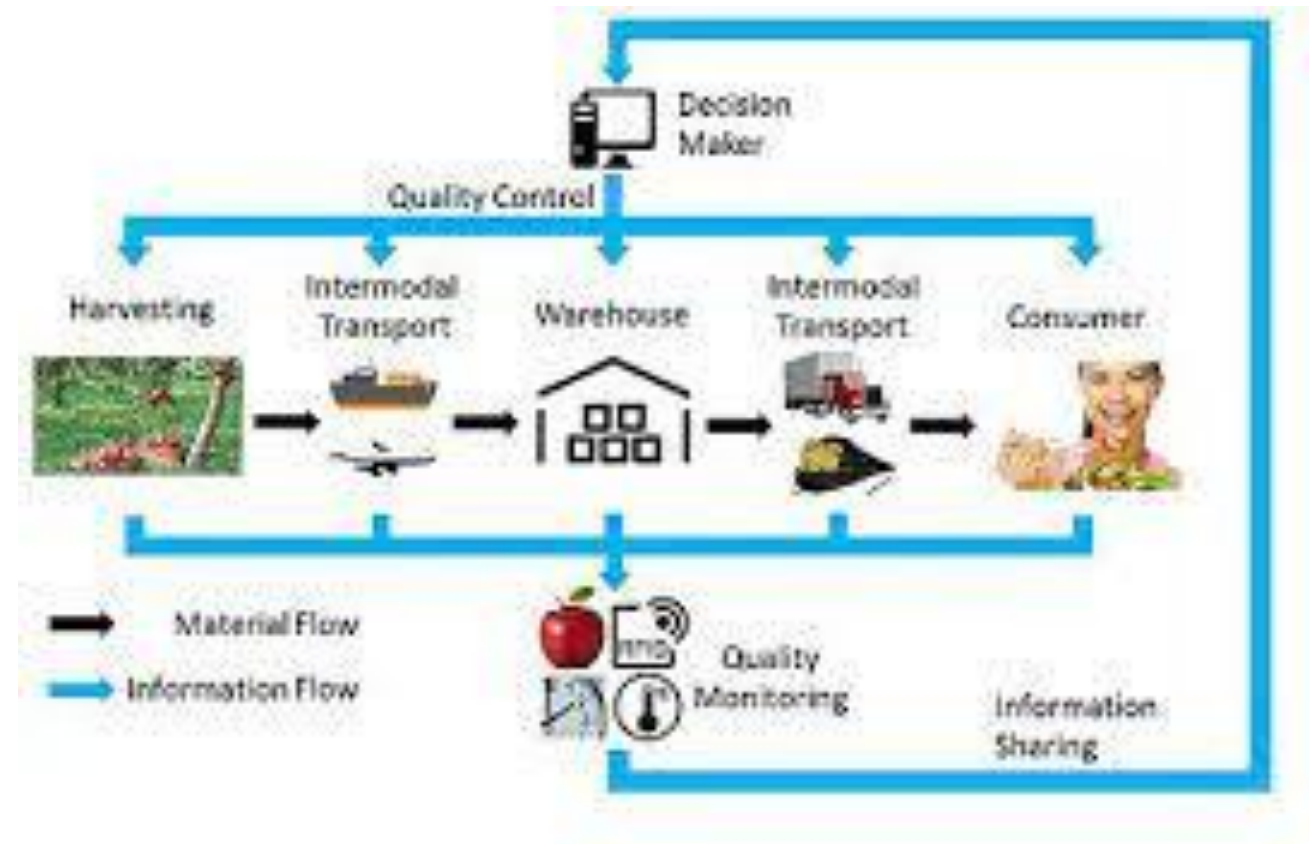 Decision
Maker
Quality Control
Harvesting
Intermodal
Transport
Warehouse
Intermodal
Transport
Consumer
Material Flow
Information Flow
RFID
Quality
Monitoring
Information
Sharing